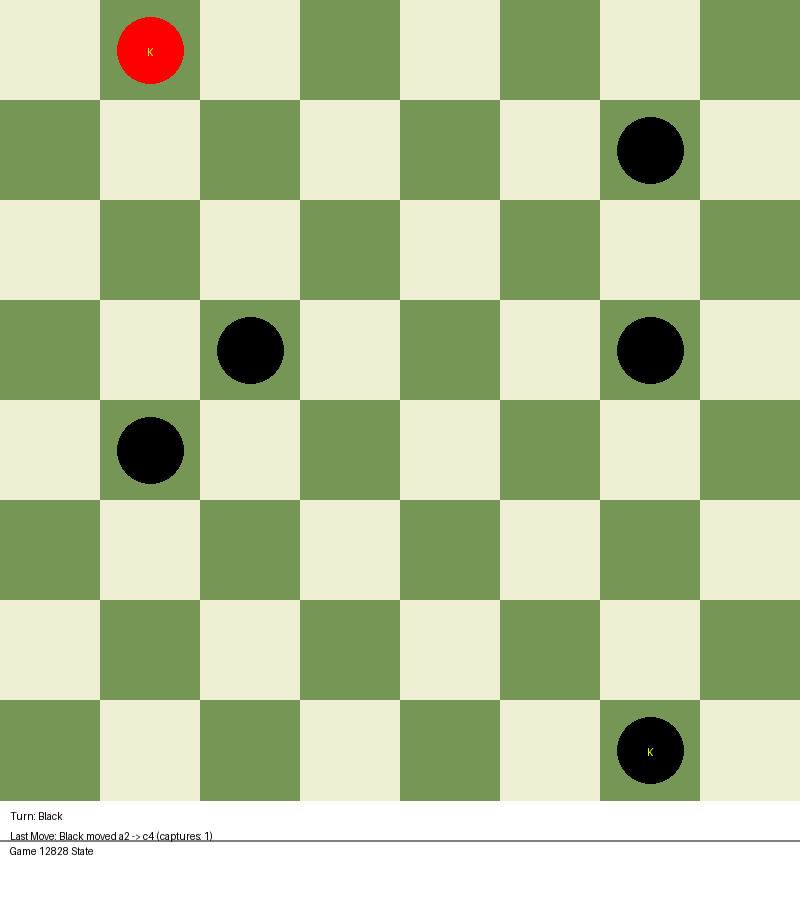 K
K
Turn: Black
Last Move: Black moved a2 -> c4 (captures: 1)
Game 12828 State